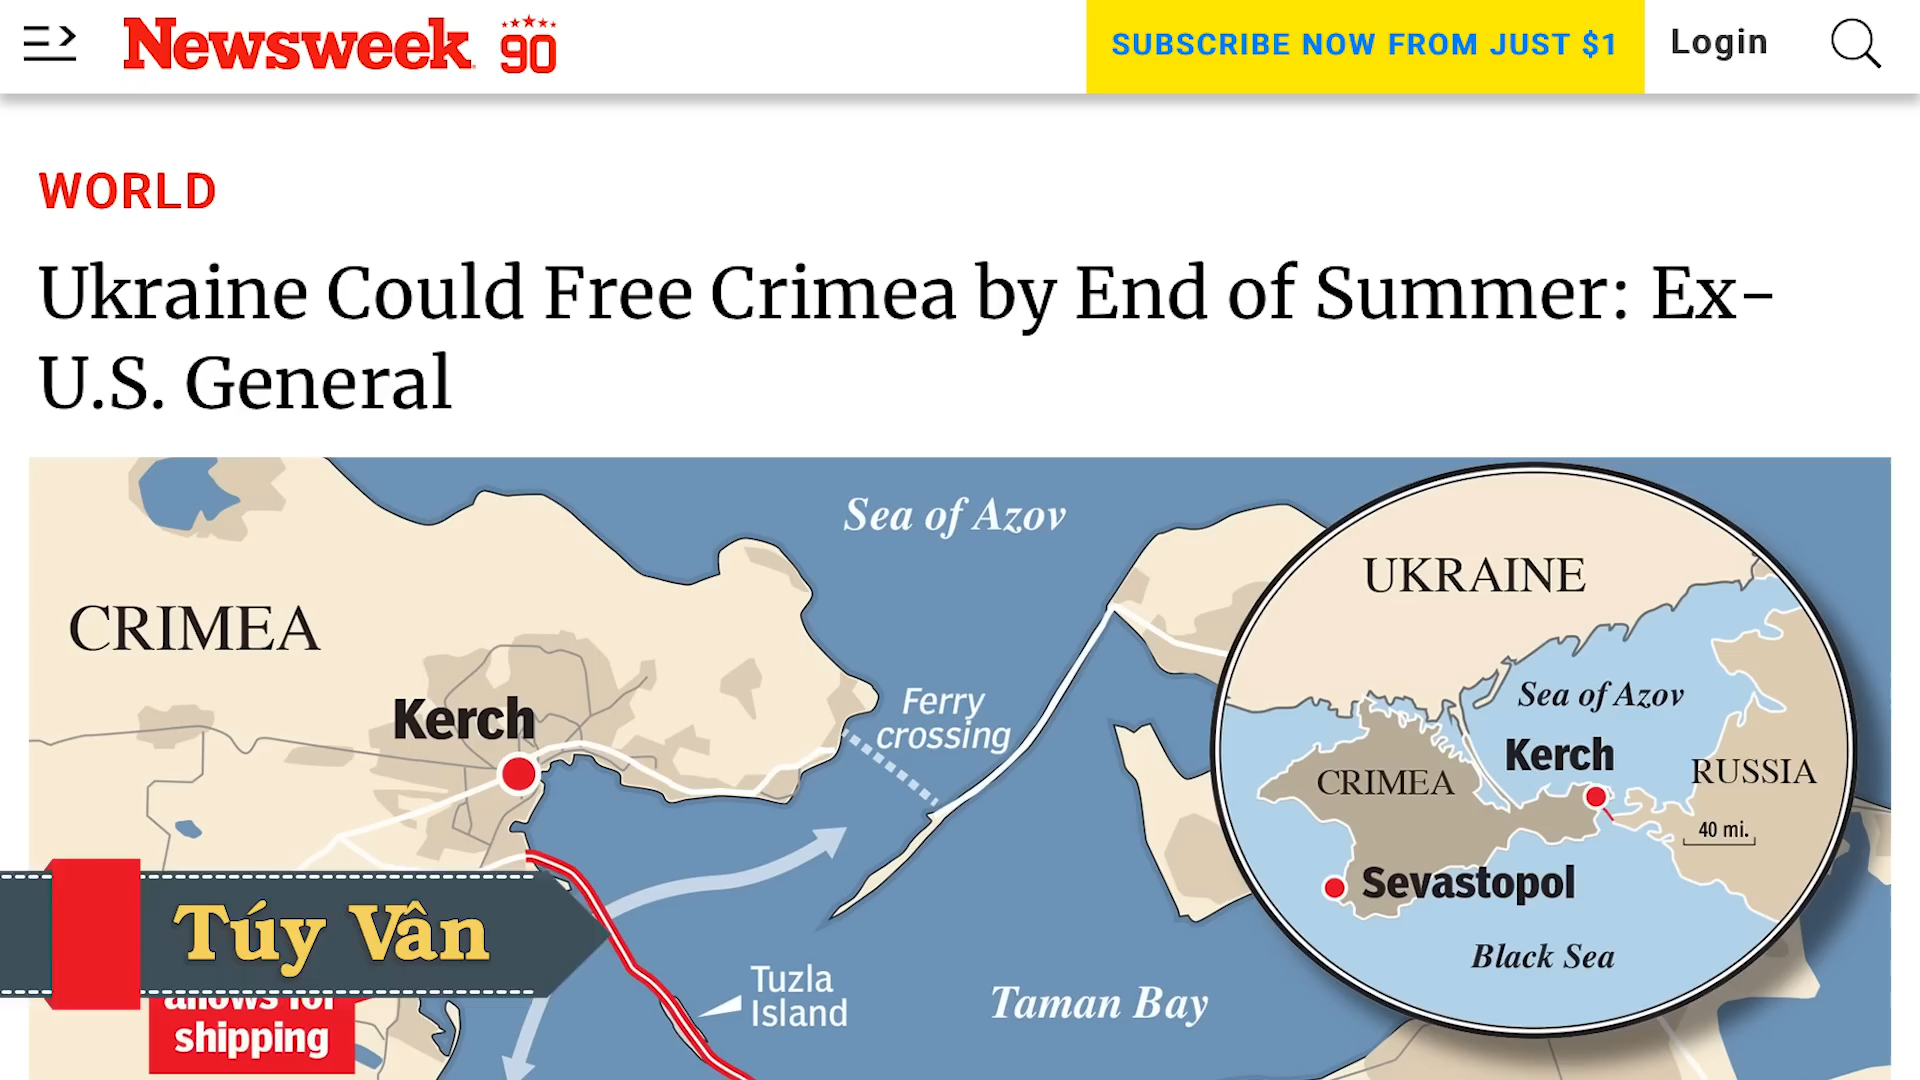 Newsweek 90
SUBSCRIBE NOW FROM JUST $1
Login
WORLD
Ukraine Could Free Crimea by End of Summer: Ex-
U.S. General
Sea of Azov
CRIMEA
Kerch
Ferry
crossing
UKRAINE
Sea of Azov
Kerch
CRIMEA
RUSSIA
40 mi.
Sevastopol
Black Sea
Túy Vân
allows for
shipping
Tuzla
Island
Taman Bay